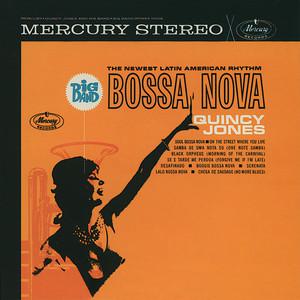 MERCURY STEREO
Mercury
RECORDS
THE NEWEST LATIN AMERICAN RHYTHM
BIG
BAND
BOSSA NOVA
QUINCY
JONES
Mercury
RECORDS
SOUL BOSSA NOVA ■ ON THE STREET WHERE YOU LIVE
SAMBA DE UMA NOTA SO (ONE NOTE SAMBA)
BLACK ORPHEUS (MORNING OF THE CARNIVAL)
SE E TARDE ME PERDOA (FORGIVE ME IF I'M LATE)
DESAFINADO ■ BOOGIE BOSSA NOVA ■ SERENATA
LALO BOSSA NOVA ■ CHEGA DE SAUDADE (NO MORE BLUES)